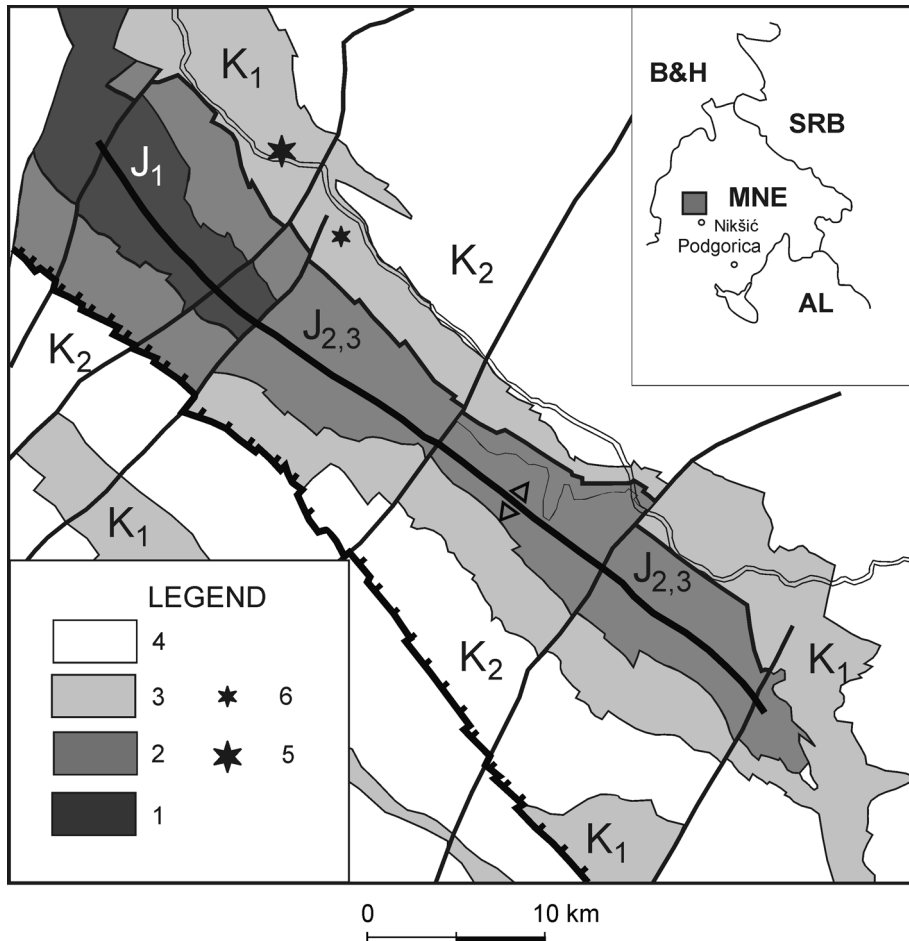 K₁
B&H
SRB
J₁
MNE
Nikšić
Podgorica
K₂
AL
J₂,₃
K₂
K₁
J₂,₃
LEGEND
4
K₂
K₁
3 6
2 5
1
K₁
0 10 km